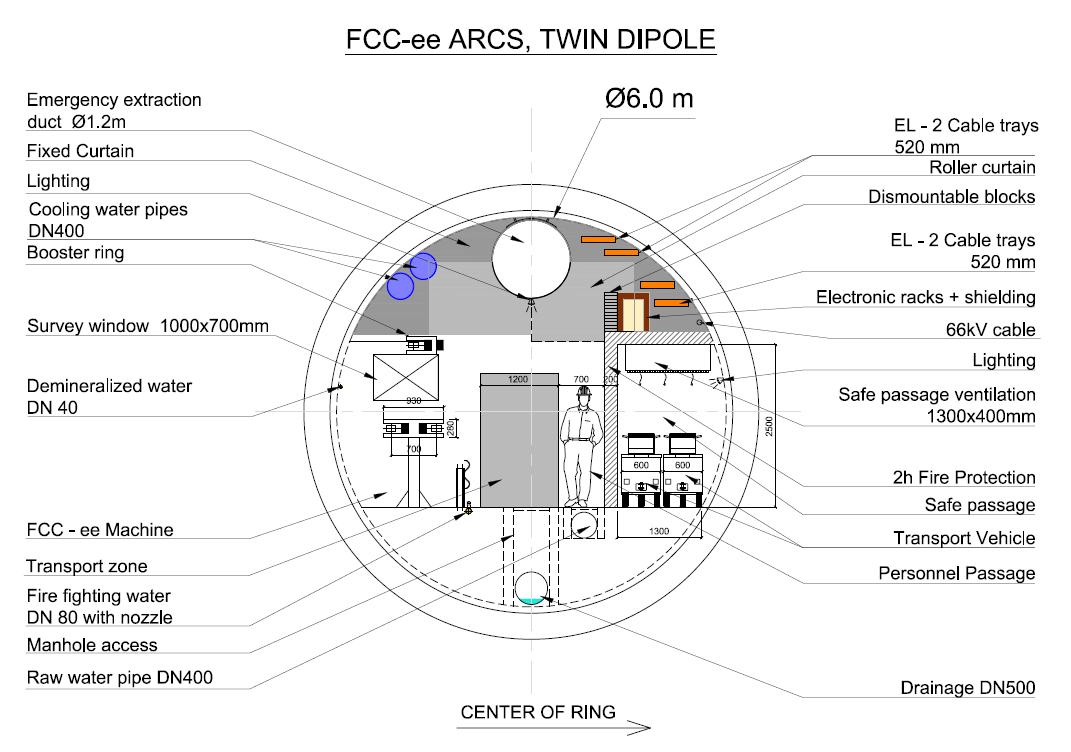 FCC-ee ARCS, TWIN DIPOLE
Emergency extraction
duct Ø1.2m
Fixed Curtain
Lighting
Cooling water pipes
DN400
Booster ring
Survey window 1000x700mm
Demineralized water
DN 40
FCC - ee Machine
Transport zone
Fire fighting water
DN 80 with nozzle
Manhole access
Raw water pipe DN400
Ø6.0 m
1200
700
200
930
280
700
600
600
2500
1300
EL - 2 Cable trays
520 mm
Roller curtain
Dismountable blocks
EL - 2 Cable trays
520 mm
Electronic racks + shielding
66kV cable
Lighting
Safe passage ventilation
1300x400mm
2h Fire Protection
Safe passage
Transport Vehicle
Personnel Passage
Drainage DN500
CENTER OF RING